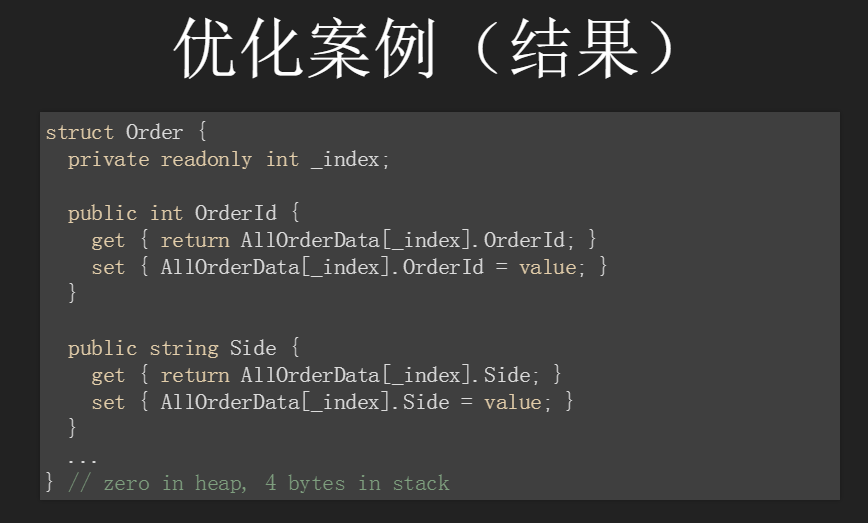 优化案例（结果）
struct Order {
  private readonly int _index;
  public int OrderId {
    get { return AllOrderData[_index].OrderId; }
    set { AllOrderData[_index].OrderId = value; }
  }
  public string Side {
    get { return AllOrderData[_index].Side; }
    set { AllOrderData[_index].Side = value; }
  }
  ...
} // zero in heap, 4 bytes in stack